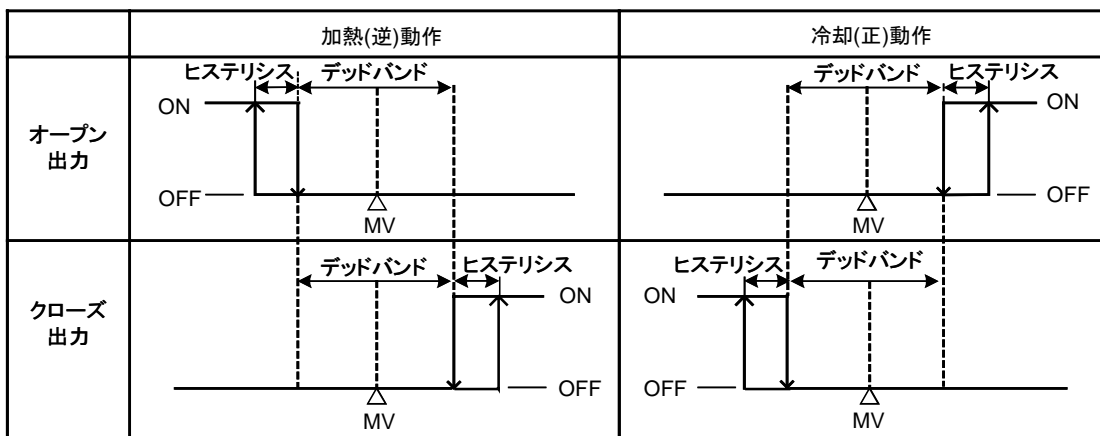 加熱(逆)動作
冷却(正)動作
オープン
出力
ヒステリシス
デッドバンド
ON
OFF
MV
デッドバンド
ヒステリシス
ON
OFF
MV
クローズ
出力
デッドバンド
ヒステリシス
ON
OFF
MV
ヒステリシス
デッドバンド
ON
OFF
MV